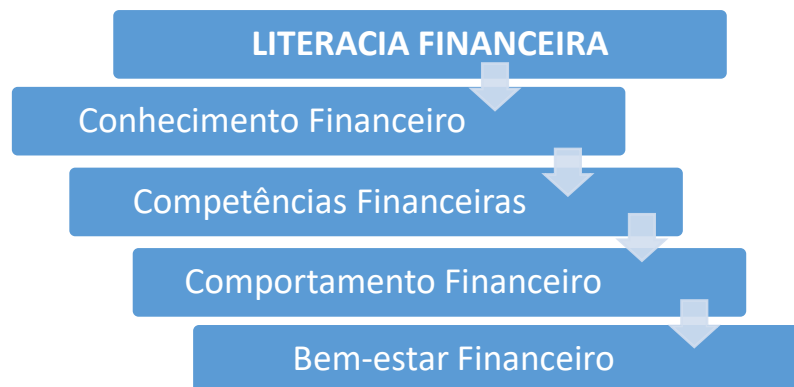 LITERACIA FINANCEIRA
Conhecimento Financeiro
Competências Financeiras
Comportamento Financeiro
Bem-estar Financeiro